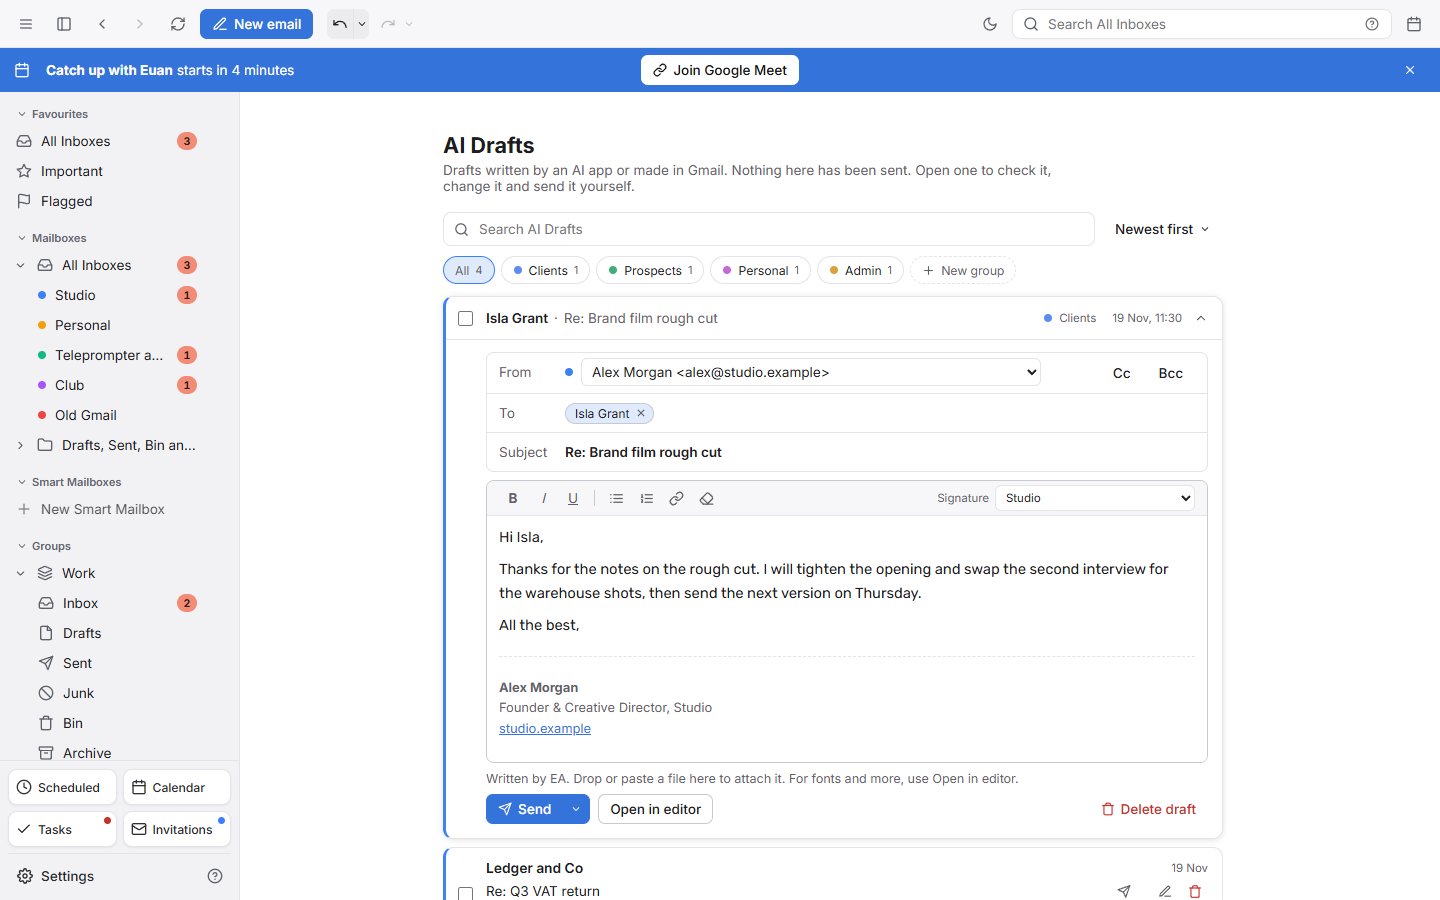 New email
Search All Inboxes
Catch up with Euan starts in 4 minutes
Join Google Meet
Favourites
All Inboxes 3
Important
Flagged
Mailboxes
All Inboxes 3
Studio 1
Personal
Teleprompter a... 1
Club 1
Old Gmail
Drafts, Sent, Bin an...
Smart Mailboxes
New Smart Mailbox
Groups
Work
Inbox 2
Drafts
Sent
Junk
Bin
Archive
Scheduled
Calendar
Tasks
Invitations
Settings
AI Drafts
Drafts written by an AI app or made in Gmail. Nothing here has been sent. Open one to check it,
change it and send it yourself.
Search AI Drafts
Newest first
All 4
Clients 1
Prospects 1
Personal 1
Admin 1
New group
Isla Grant · Re: Brand film rough cut
Clients
19 Nov, 11:30
From
Alex Morgan <alex@studio.example>
Cc
Bcc
To
Isla Grant
Subject
Re: Brand film rough cut
B I U
Signature
Studio
Hi Isla,
Thanks for the notes on the rough cut. I will tighten the opening and swap the second interview for
the warehouse shots, then send the next version on Thursday.
All the best,
Alex Morgan
Founder & Creative Director, Studio
studio.example
Written by EA. Drop or paste a file here to attach it. For fonts and more, use Open in editor.
Send
Open in editor
Delete draft
Ledger and Co
19 Nov
Re: Q3 VAT return